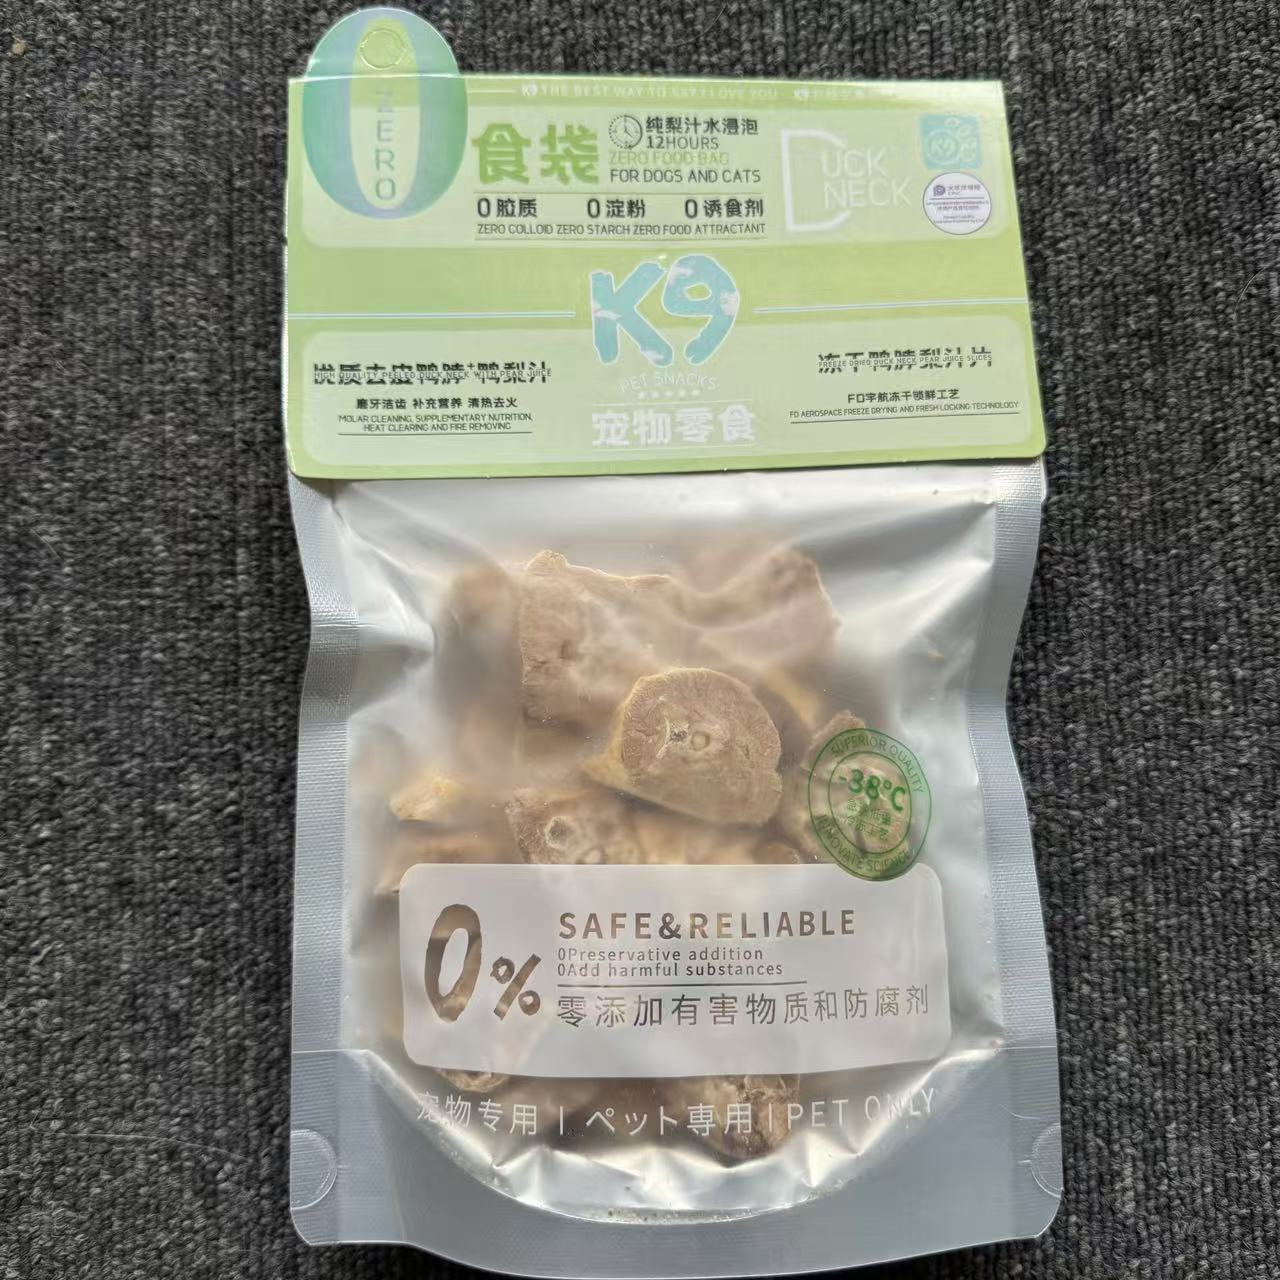 ZERO
K9 THE BEST WAY TO SAY I LOVE YOU
食袋
纯梨汁水浸泡
12HOURS
ZERO FOOD BAG
FOR DOGS AND CATS
0胶质 0淀粉 0诱食剂
ZERO COLLOID ZERO STARCH ZERO FOOD ATTRACTANT
DUCK
NECK
K9
K9
PET SNACKS
宠物零食
优质去皮鸭脖+鸭梨汁
HIGH QUALITY PEELED DUCK NECK WITH PEAR JUICE
磨牙洁齿 补充营养 清热去火
MOLAR CLEANING, SUPPLEMENTARY NUTRITION,
HEAT CLEARING AND FIRE REMOVING
冻干鸭脖梨汁片
FREEZE DRIED DUCK NECK PEAR JUICE SLICES
FD宇航冻干锁鲜工艺
FD AEROSPACE FREEZE DRYING AND FRESH LOCKING TECHNOLOGY
SUPERIOR QUALITY
-38°C
INNOVATE SCIENCE
0%
SAFE&RELIABLE
0Preservative addition
0Add harmful substances
零添加有害物质和防腐剂
宠物专用 | ペット専用 | PET ONLY